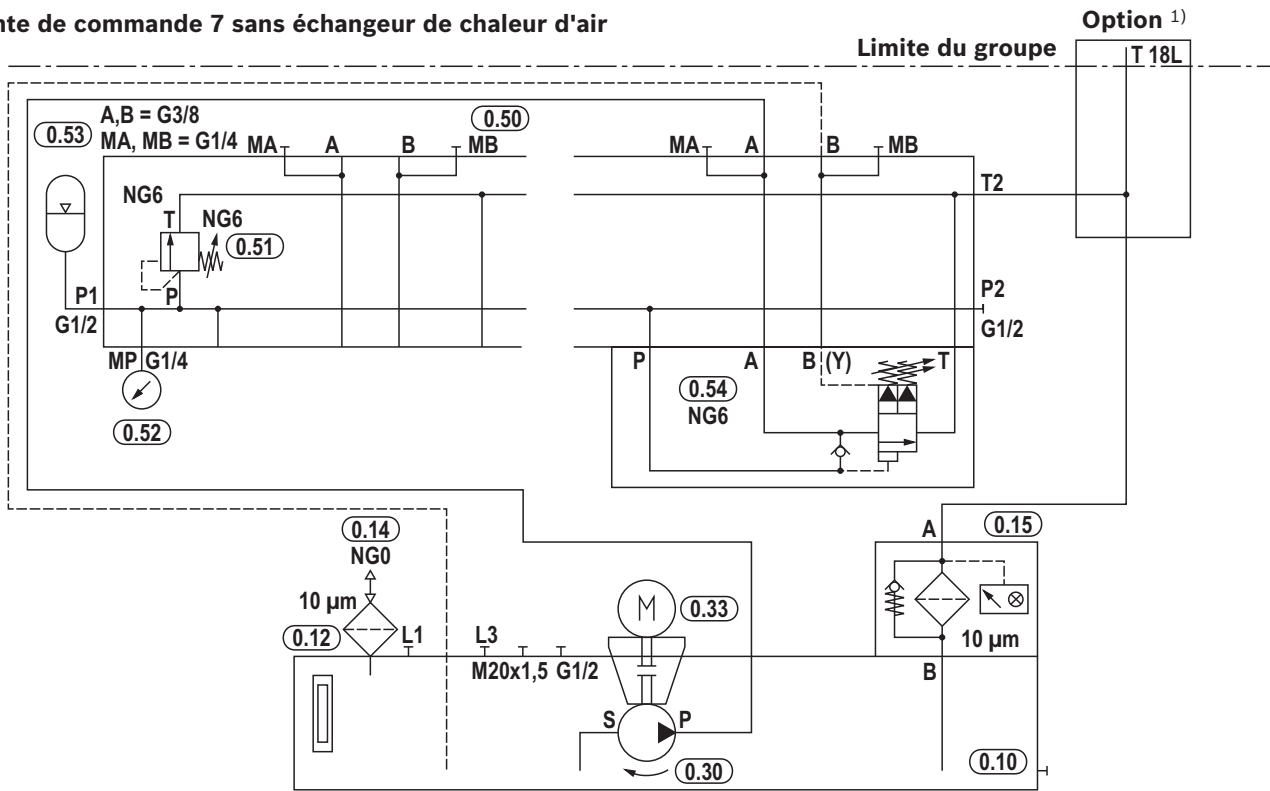 nte de commande 7 sans échangeur de chaleur d'air
Option 1)
Limite du groupe
T 18L
A,B = G3/8
0.53
MA, MB = G1/4
MA
A
B
0.50
MB
MA
A
B
MB
NG6
T
NG6
0.51
T2
P1
P
P2
G1/2
G1/2
MP
G1/4
0.52
P
A
B
(Y)
T
0.54
NG6
0.14
NG0
10 µm
0.12
L1
L3
M20x1,5
G1/2
M
0.33
A
0.15
10 µm
B
S
P
0.30
0.10